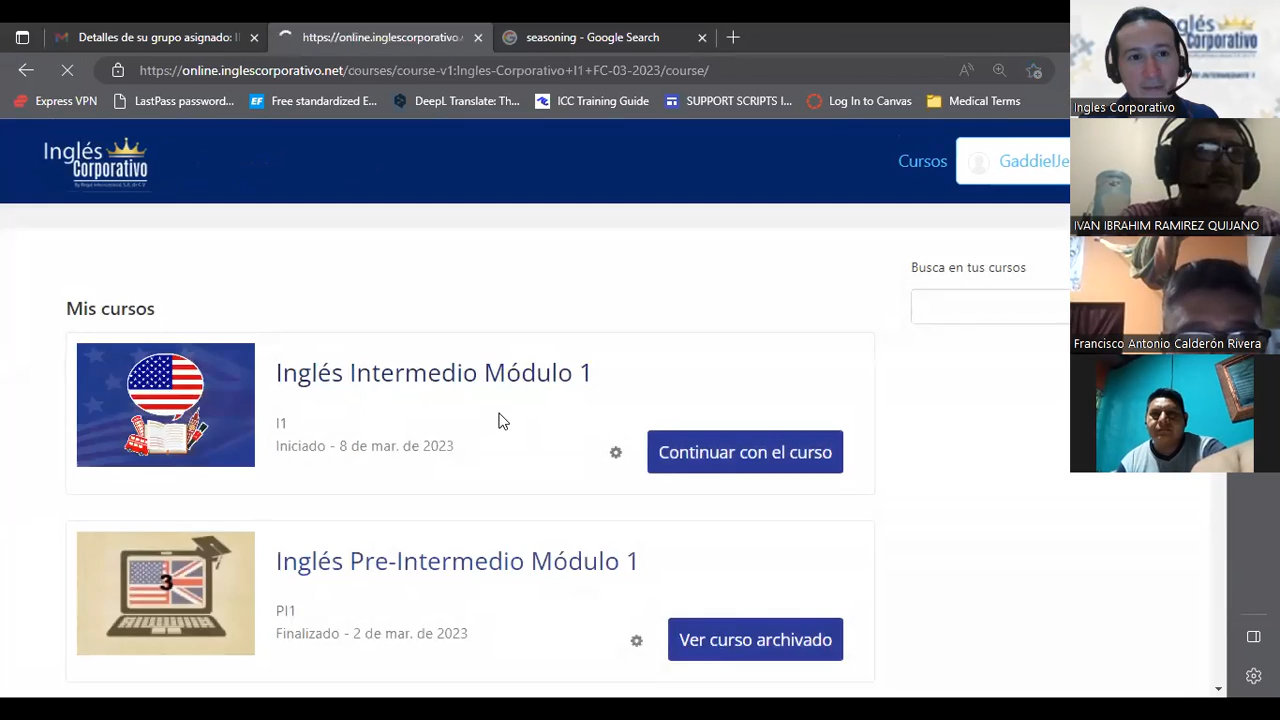 Detalles de su grupo asignado: I
https://online.inglescorporativo.
seasoning - Google Search
https://online.inglescorporativo.net/courses/course-v1:Ingles-Corporativo+I1+FC-03-2023/course/
Express VPN
LastPass password...
EF Free standardized E...
DeepL Translate: Th...
ICC Training Guide
SUPPORT SCRIPTS I...
Log In to Canvas
Medical Terms
Inglés
Corporativo
Cursos
GaddielJe
Busca en tus cursos
Mis cursos
Inglés Intermedio Módulo 1
I1
Iniciado - 8 de mar. de 2023
Continuar con el curso
3
Inglés Pre-Intermedio Módulo 1
PI1
Finalizado - 2 de mar. de 2023
Ver curso archivado
Ingles Corporativo
IVAN IBRAHIM RAMIREZ QUIJANO
Francisco Antonio Calderón Rivera